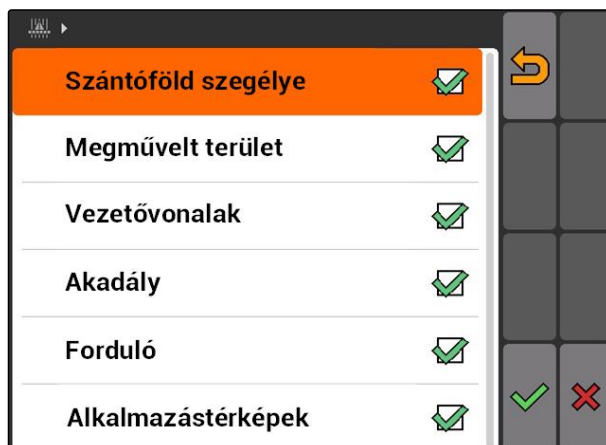 Szántóföld szegélye
Megművelt terület
Vezetővonalak
Akadály
Forduló
Alkalmazástérképek